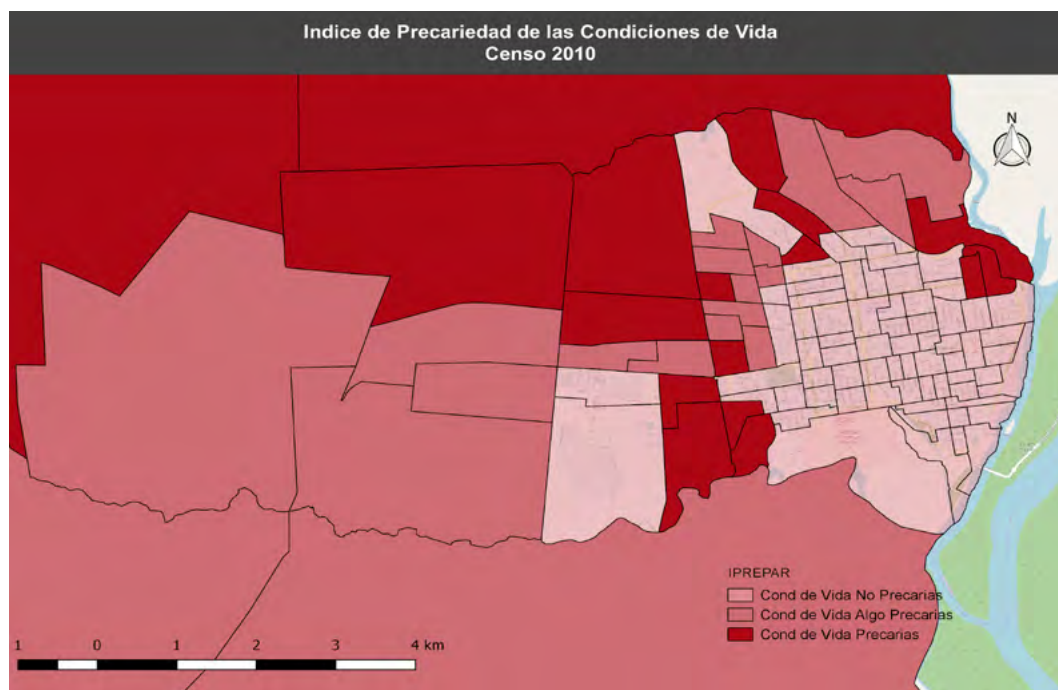 Indice de Precariedad de las Condiciones de Vida
Censo 2010
N
IPREPAR
Cond de Vida No Precarias
Cond de Vida Algo Precarias
Cond de Vida Precarias
1 0 1 2 3 4 km